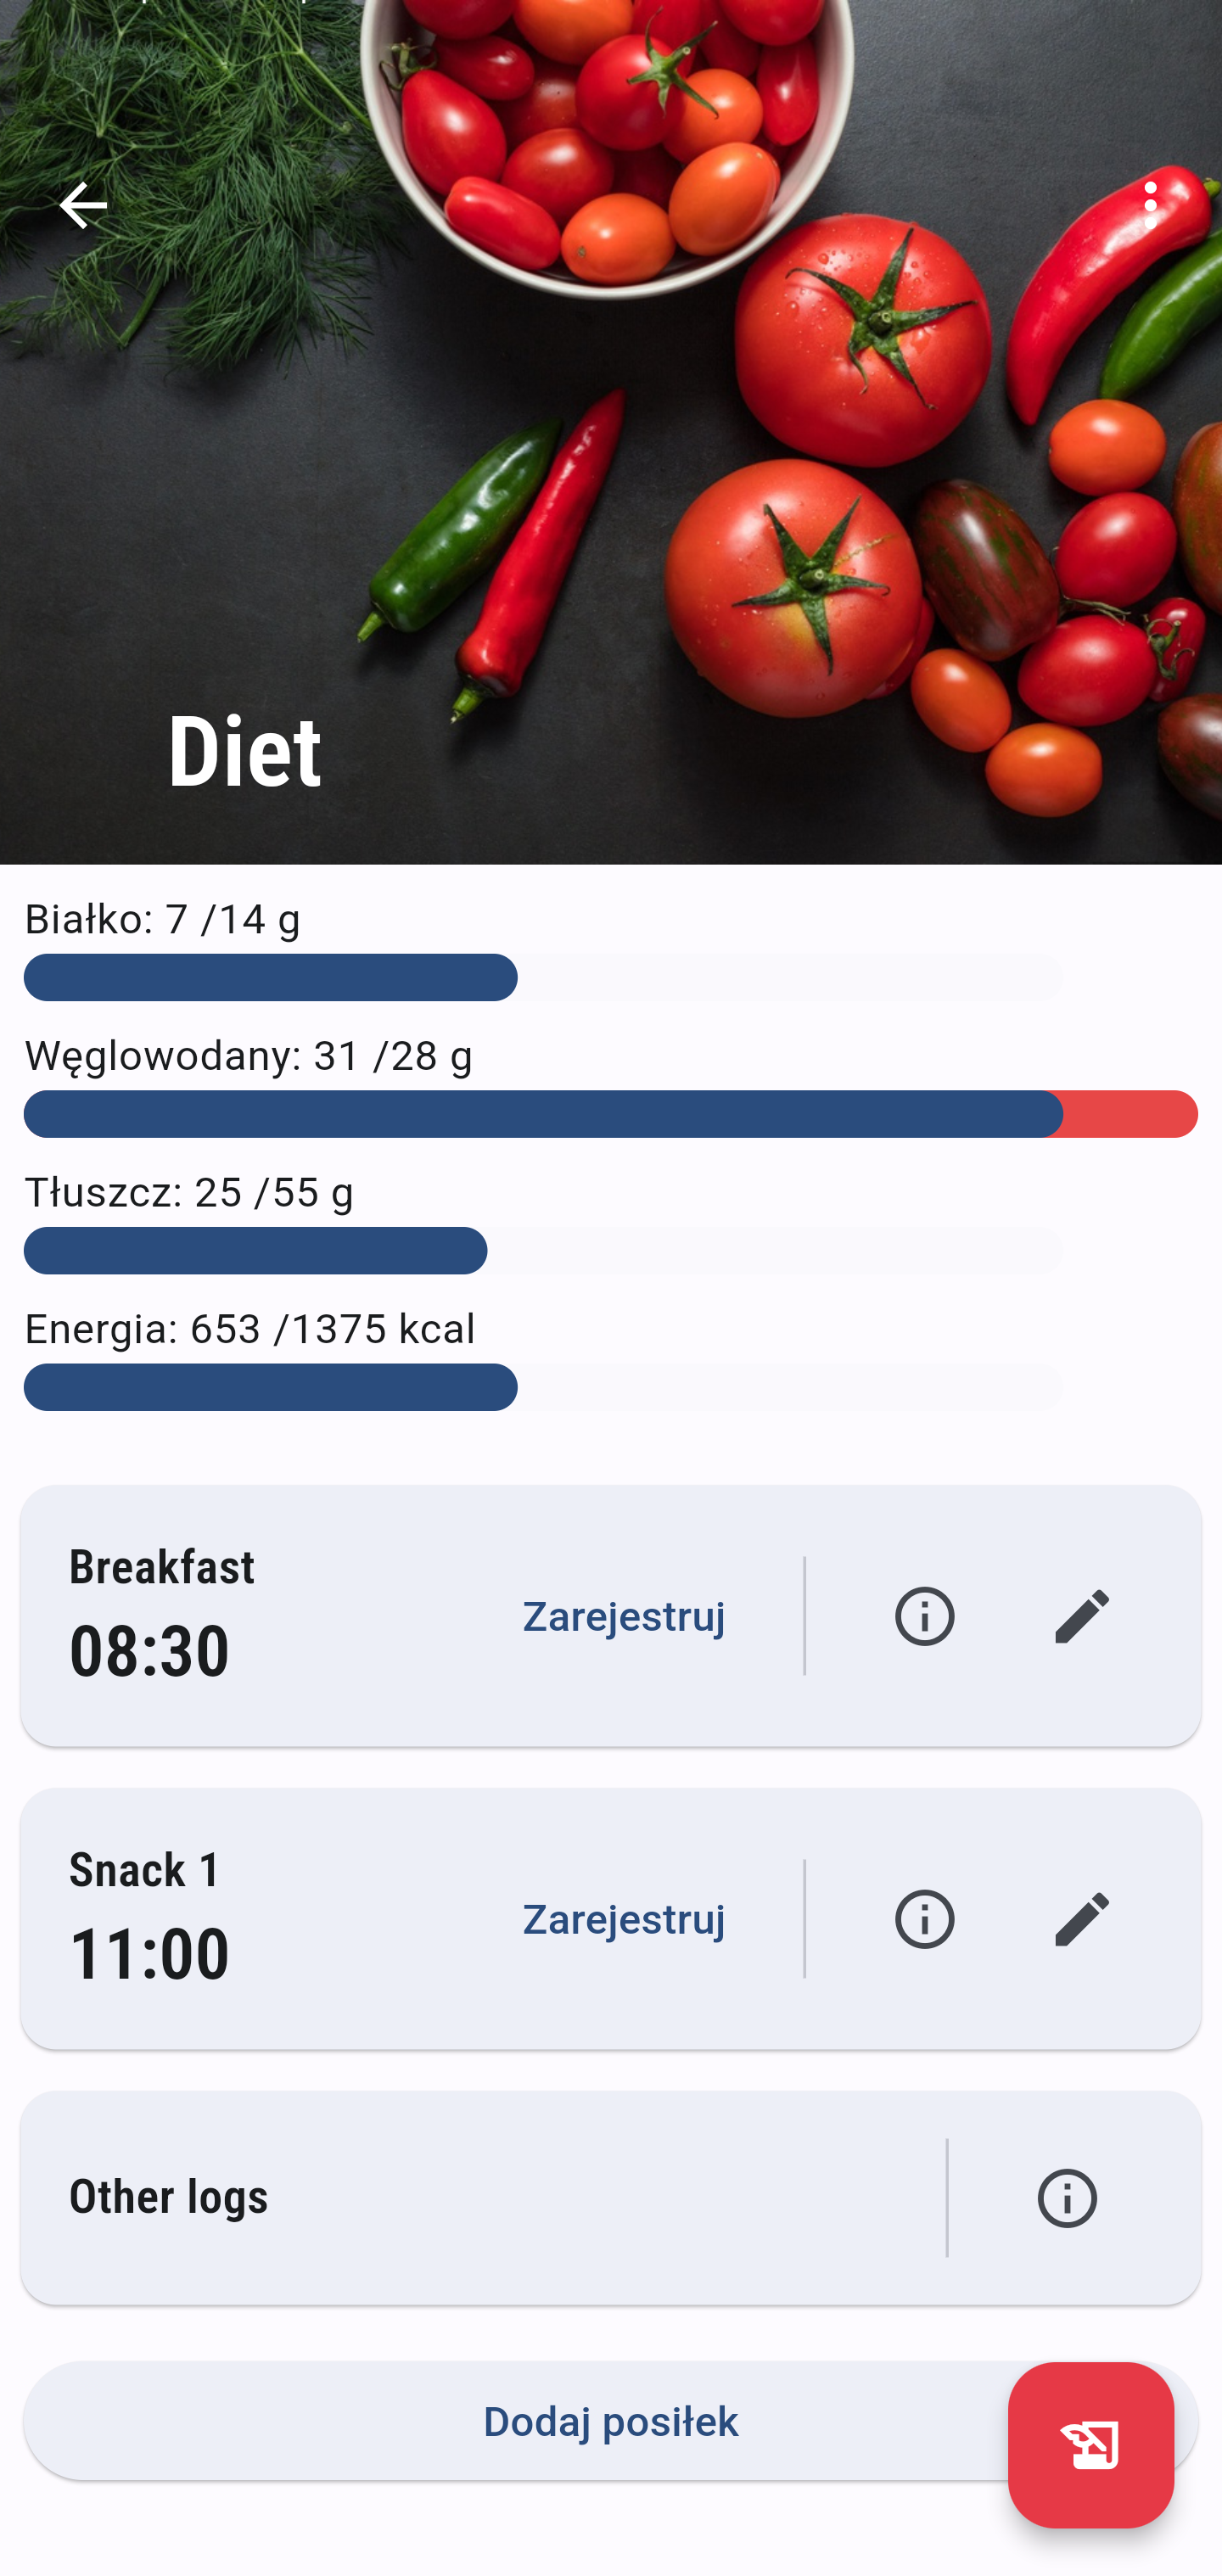 Diet
Białko: 7 /14 g
Węglowodany: 31 /28 g
Tłuszcz: 25 /55 g
Energia: 653 /1375 kcal
Breakfast
08:30
Zarejestruj
Snack 1
11:00
Zarejestruj
Other logs
Dodaj posiłek